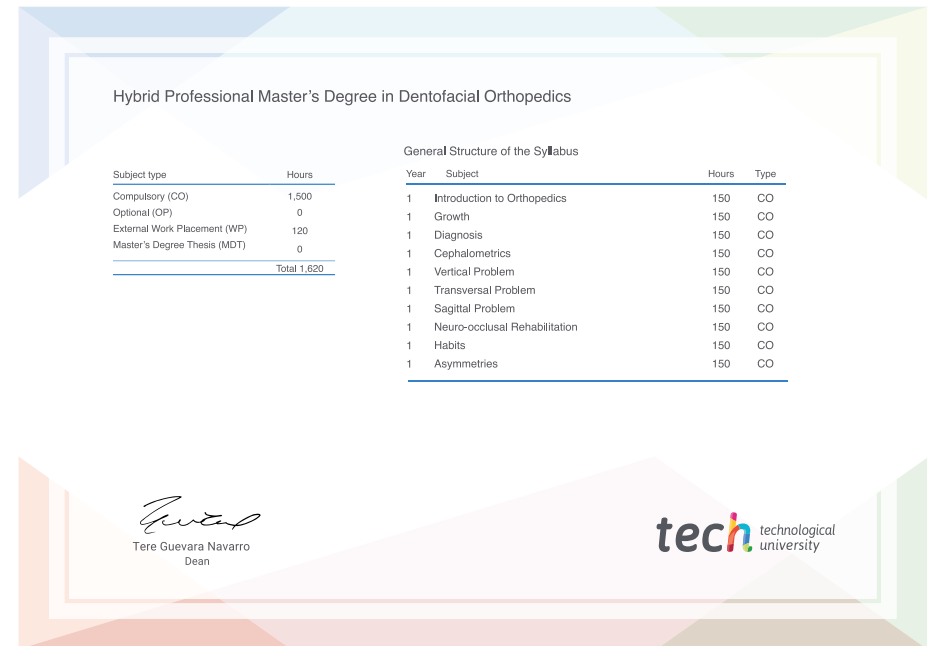 Hybrid Professional Master's Degree in Dentofacial Orthopedics
Subject type Hours
Compulsory (CO) 1,500
Optional (OP) 0
External Work Placement (WP) 120
Master's Degree Thesis (MDT) 0
Total 1,620
General Structure of the Syllabus
Year Subject Hours Type
1 Introduction to Orthopedics 150 CO
1 Growth 150 CO
1 Diagnosis 150 CO
1 Cephalometrics 150 CO
1 Vertical Problem 150 CO
1 Transversal Problem 150 CO
1 Sagittal Problem 150 CO
1 Neuro-occlusal Rehabilitation 150 CO
1 Habits 150 CO
1 Asymmetries 150 CO
Tere Guevara Navarro
Dean
tech technological
university